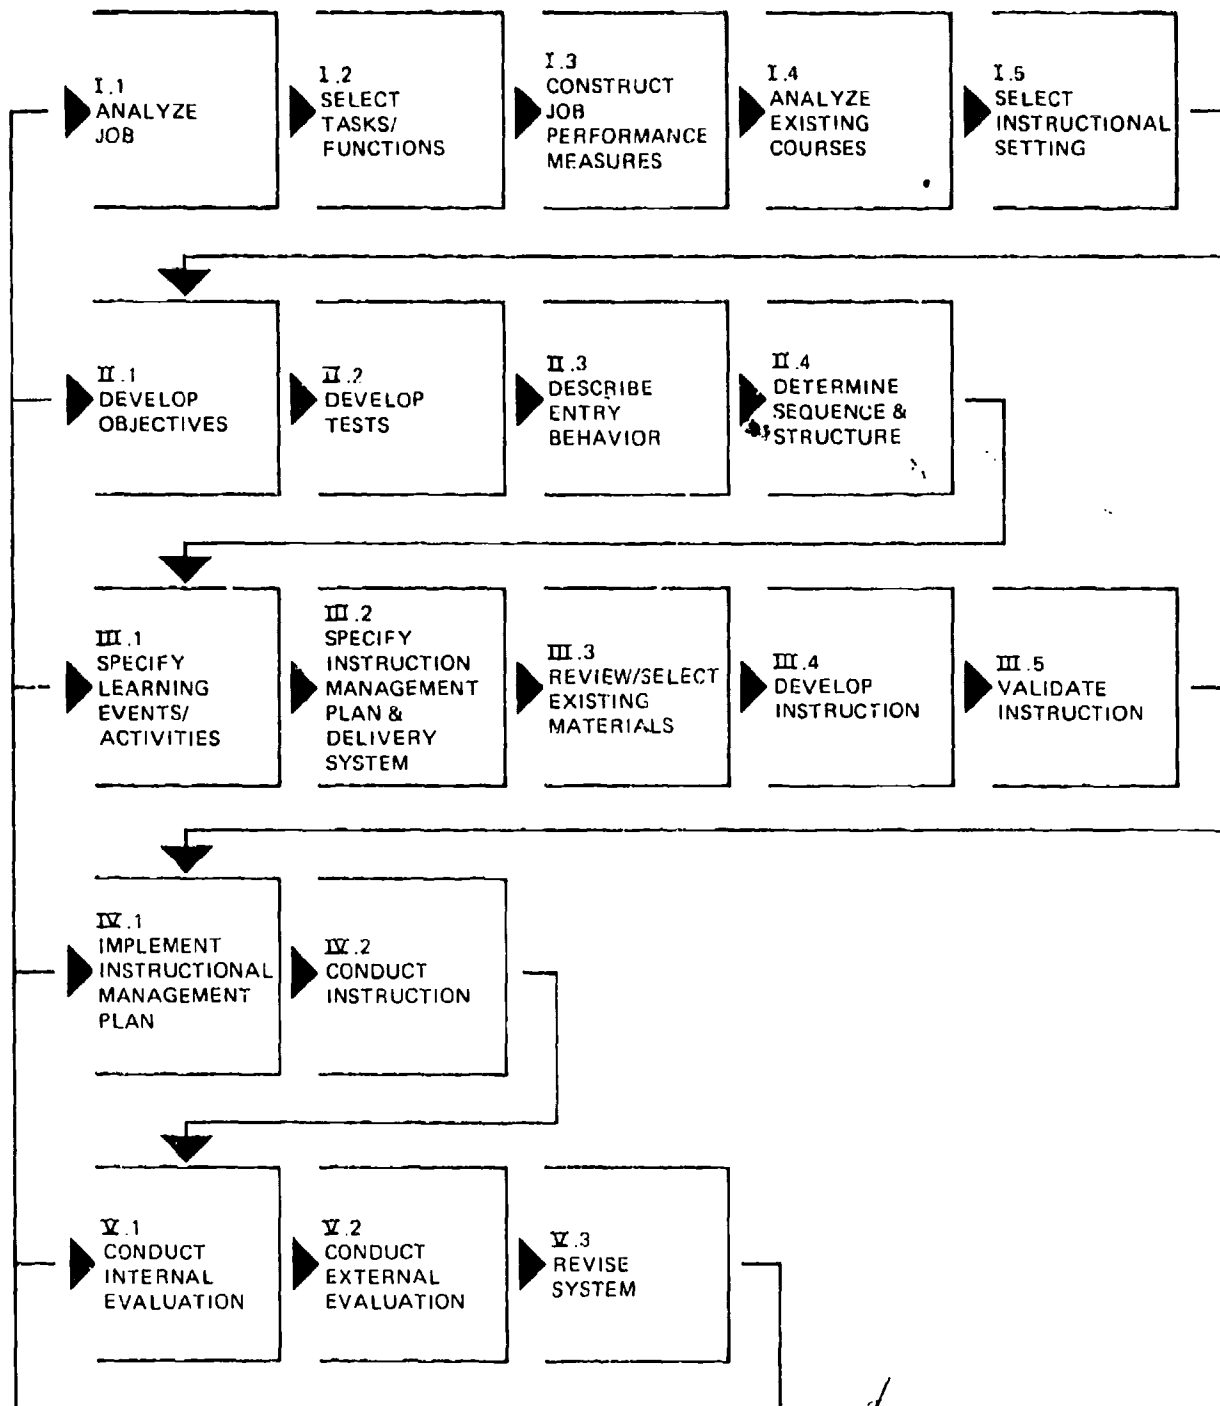 I.1
ANALYZE
JOB
I.2
SELECT
TASKS/
FUNCTIONS
I.3
CONSTRUCT
JOB
PERFORMANCE
MEASURES
I.4
ANALYZE
EXISTING
COURSES
I.5
SELECT
INSTRUCTIONAL
SETTING
II.1
DEVELOP
OBJECTIVES
II.2
DEVELOP
TESTS
II.3
DESCRIBE
ENTRY
BEHAVIOR
II.4
DETERMINE
SEQUENCE &
STRUCTURE
III.1
SPECIFY
LEARNING
EVENTS/
ACTIVITIES
III.2
SPECIFY
INSTRUCTION
MANAGEMENT
PLAN &
DELIVERY
SYSTEM
III.3
REVIEW/SELECT
EXISTING
MATERIALS
III.4
DEVELOP
INSTRUCTION
III.5
VALIDATE
INSTRUCTION
IV.1
IMPLEMENT
INSTRUCTIONAL
MANAGEMENT
PLAN
IV.2
CONDUCT
INSTRUCTION
V.1
CONDUCT
INTERNAL
EVALUATION
V.2
CONDUCT
EXTERNAL
EVALUATION
V.3
REVISE
SYSTEM